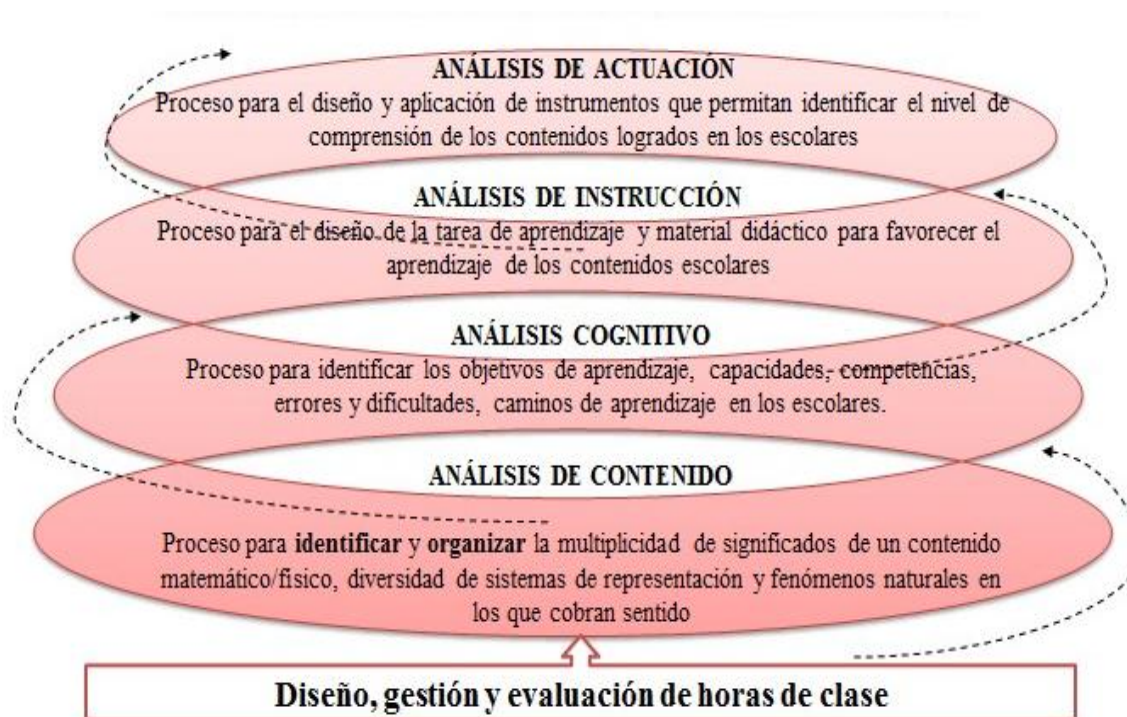 ANÁLISIS DE ACTUACIÓN
Proceso para el diseño y aplicación de instrumentos que permitan identificar el nivel de
comprensión de los contenidos logrados en los escolares
ANÁLISIS DE INSTRUCCIÓN
Proceso para el diseño de la tarea de aprendizaje y material didáctico para favorecer el
aprendizaje de los contenidos escolares
ANÁLISIS COGNITIVO
Proceso para identificar los objetivos de aprendizaje, capacidades, competencias,
errores y dificultades, caminos de aprendizaje en los escolares.
ANÁLISIS DE CONTENIDO
Proceso para identificar y organizar la multiplicidad de significados de un contenido
matemático/físico, diversidad de sistemas de representación y fenómenos naturales en
los que cobran sentido
Diseño, gestión y evaluación de horas de clase